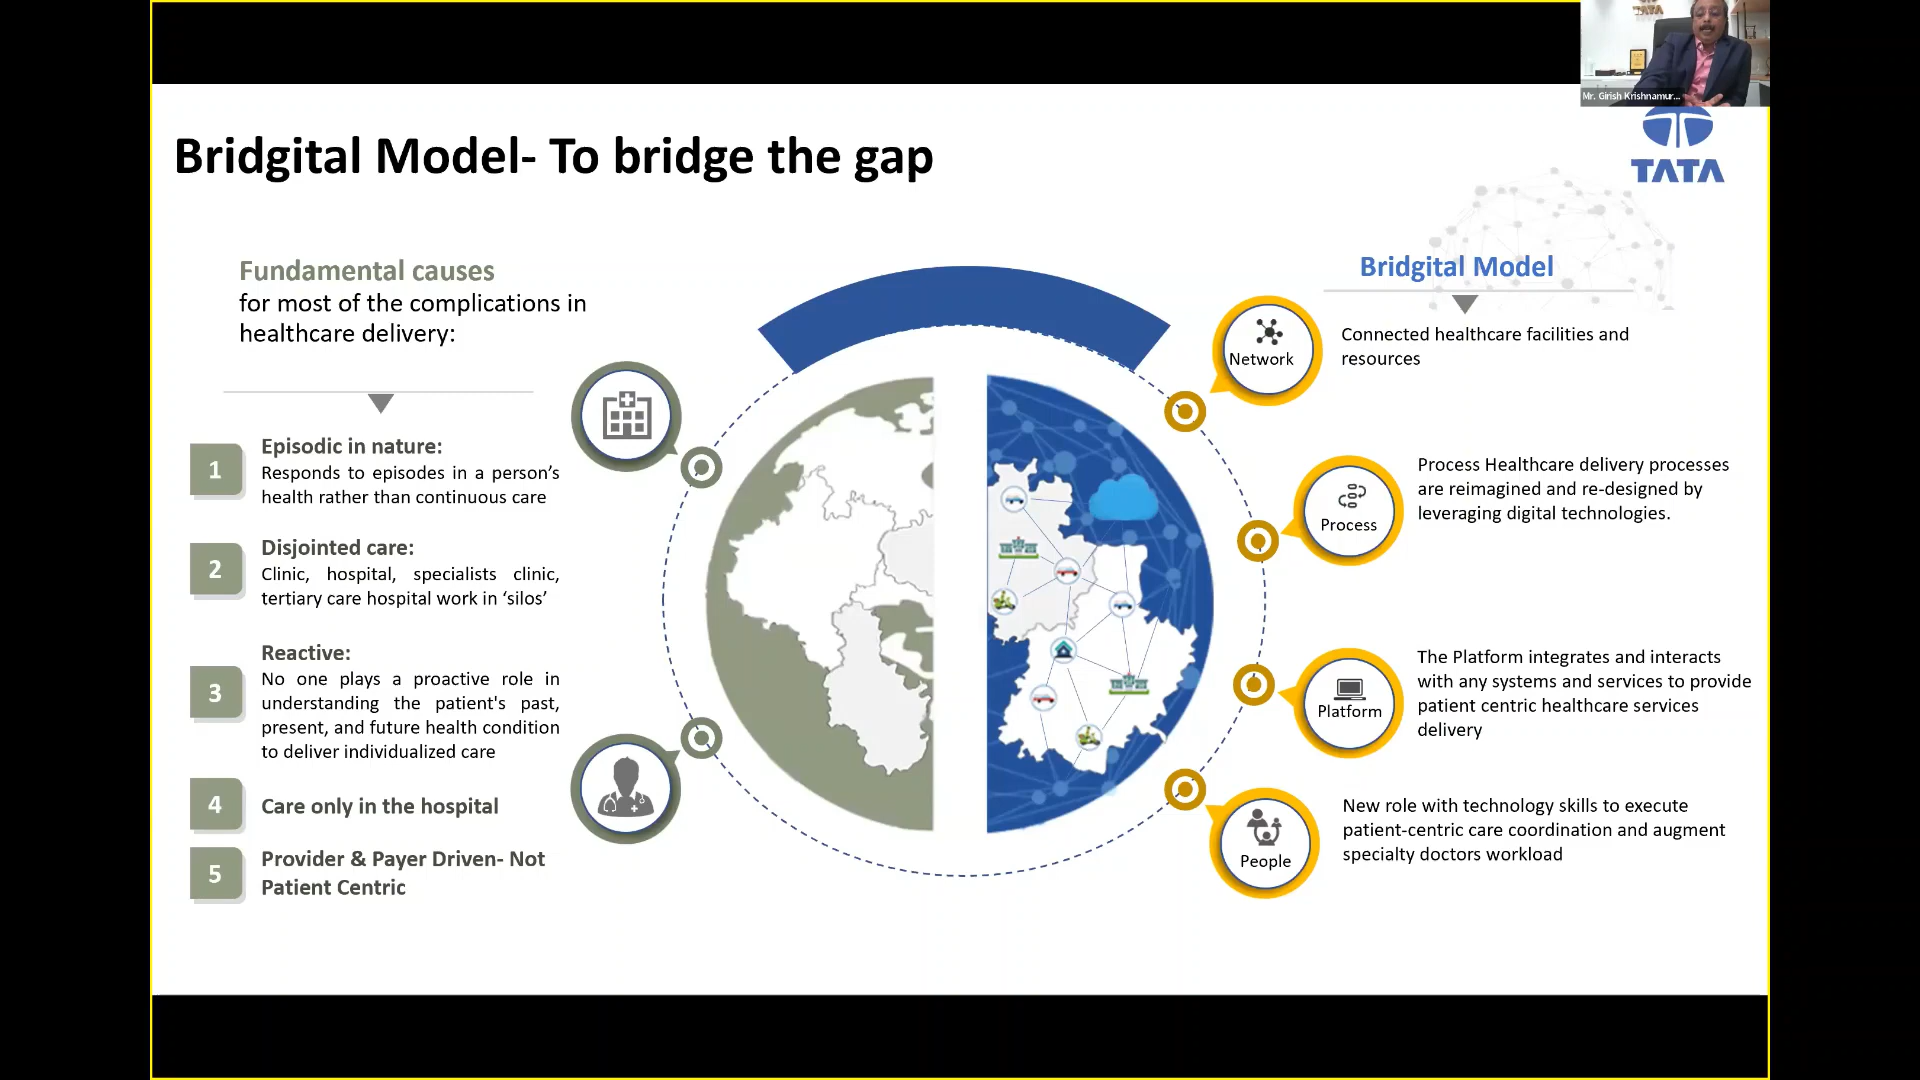 TATA
Mr. Girish Krishnamur...
TATA
Bridgital Model- To bridge the gap
Fundamental causes
for most of the complications in
healthcare delivery:
1
Episodic in nature:
Responds to episodes in a person’s
health rather than continuous care
2
Disjointed care:
Clinic, hospital, specialists clinic,
tertiary care hospital work in ‘silos’
3
Reactive:
No one plays a proactive role in
understanding the patient's past,
present, and future health condition
to deliver individualized care
4
Care only in the hospital
5
Provider & Payer Driven- Not
Patient Centric
Bridgital Model
Network
Connected healthcare facilities and
resources
Process
Process Healthcare delivery processes
are reimagined and re-designed by
leveraging digital technologies.
Platform
The Platform integrates and interacts
with any systems and services to provide
patient centric healthcare services
delivery
People
New role with technology skills to execute
patient-centric care coordination and augment
specialty doctors workload